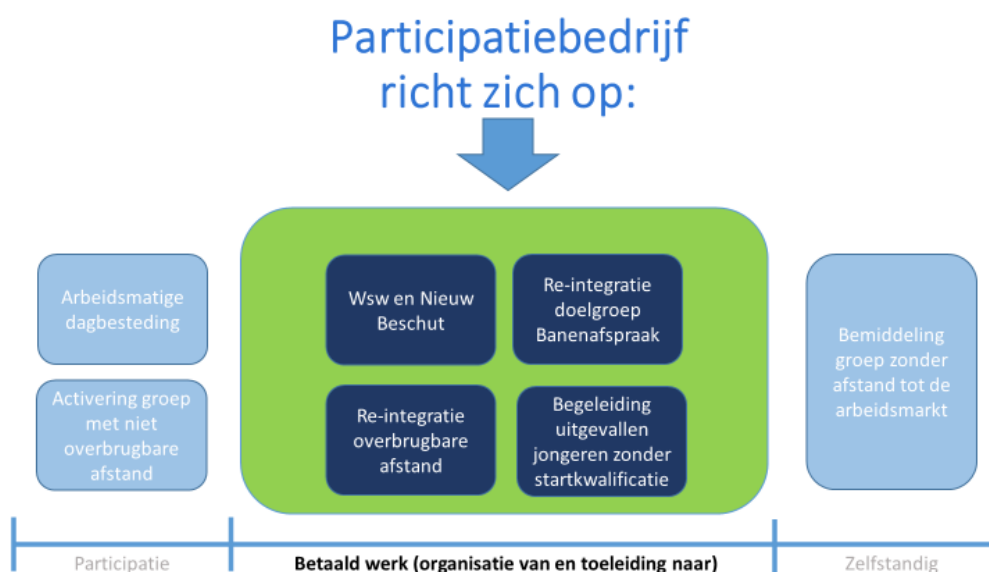 Participatiebedrijf
richt zich op:
Arbeidsmatige
dagbesteding
Activering groep
met niet
overbrugbare
afstand
Wsw en Nieuw
Beschut
Re-integratie
doelgroep
Banenafspraak
Re-integratie
overbrugbare
afstand
Begeleiding
uitgevallen
jongeren zonder
startkwalificatie
Bemiddeling
groep zonder
afstand tot de
arbeidsmarkt
Participatie
Betaald werk (organisatie van en toeleiding naar)
Zelfstandig